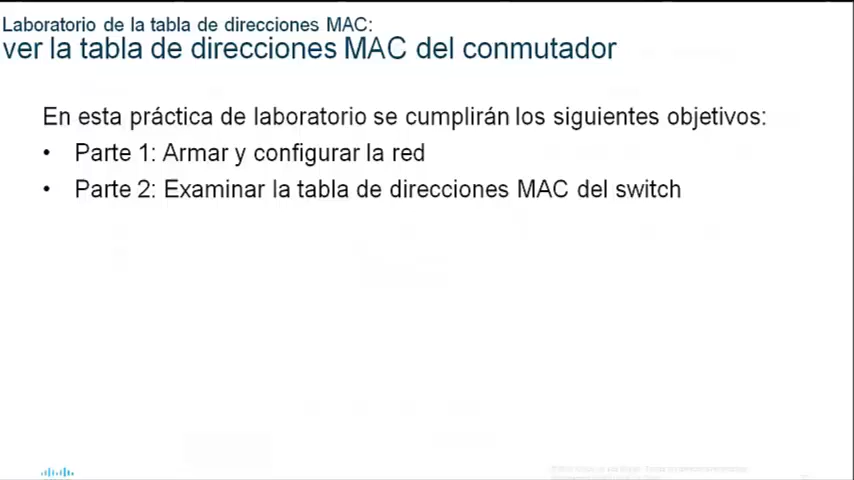 Laboratorio de la tabla de direcciones MAC:
ver la tabla de direcciones MAC del conmutador
En esta práctica de laboratorio se cumplirán los siguientes objetivos:
• Parte 1: Armar y configurar la red
• Parte 2: Examinar la tabla de direcciones MAC del switch